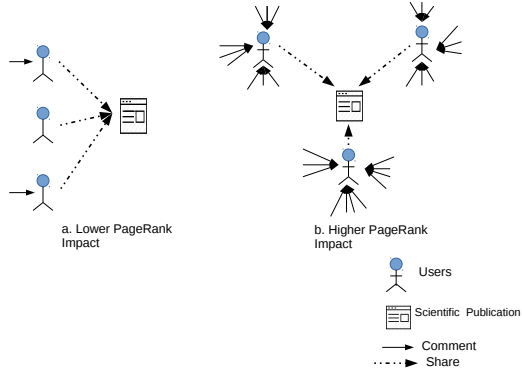 a. Lower PageRank
Impact
b. Higher PageRank
Impact
Users
Scientific Publication
Comment
Share